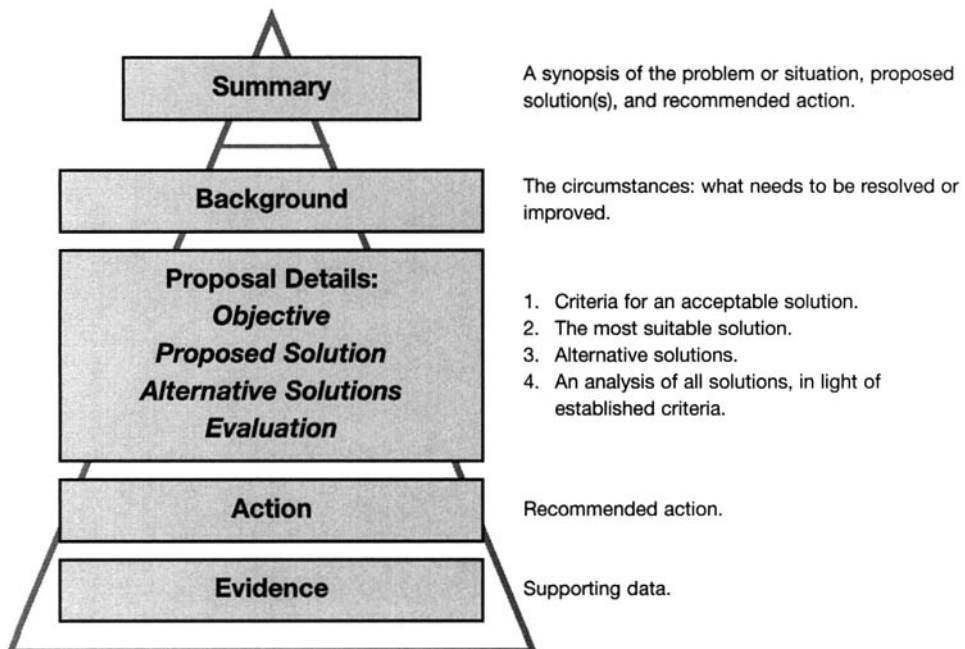 Summary
A synopsis of the problem or situation, proposed
solution(s), and recommended action.
Background
The circumstances: what needs to be resolved or
improved.
Proposal Details:
Objective
Proposed Solution
Alternative Solutions
Evaluation
1. Criteria for an acceptable solution.
2. The most suitable solution.
3. Alternative solutions.
4. An analysis of all solutions, in light of
established criteria.
Action
Recommended action.
Evidence
Supporting data.